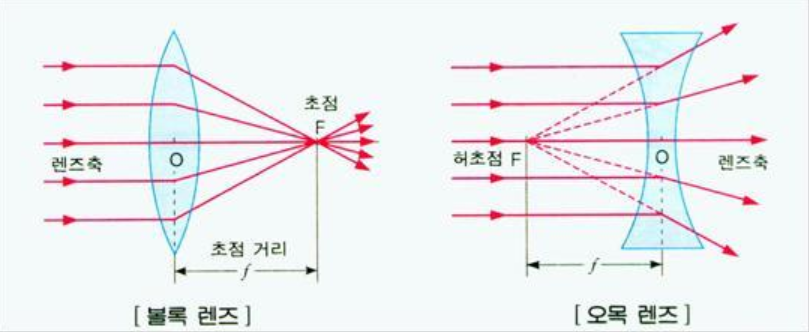 초점
F
렌즈축
O
초점 거리
f
[ 볼록 렌즈 ]
허초점 F
O
렌즈축
f
[ 오목 렌즈 ]